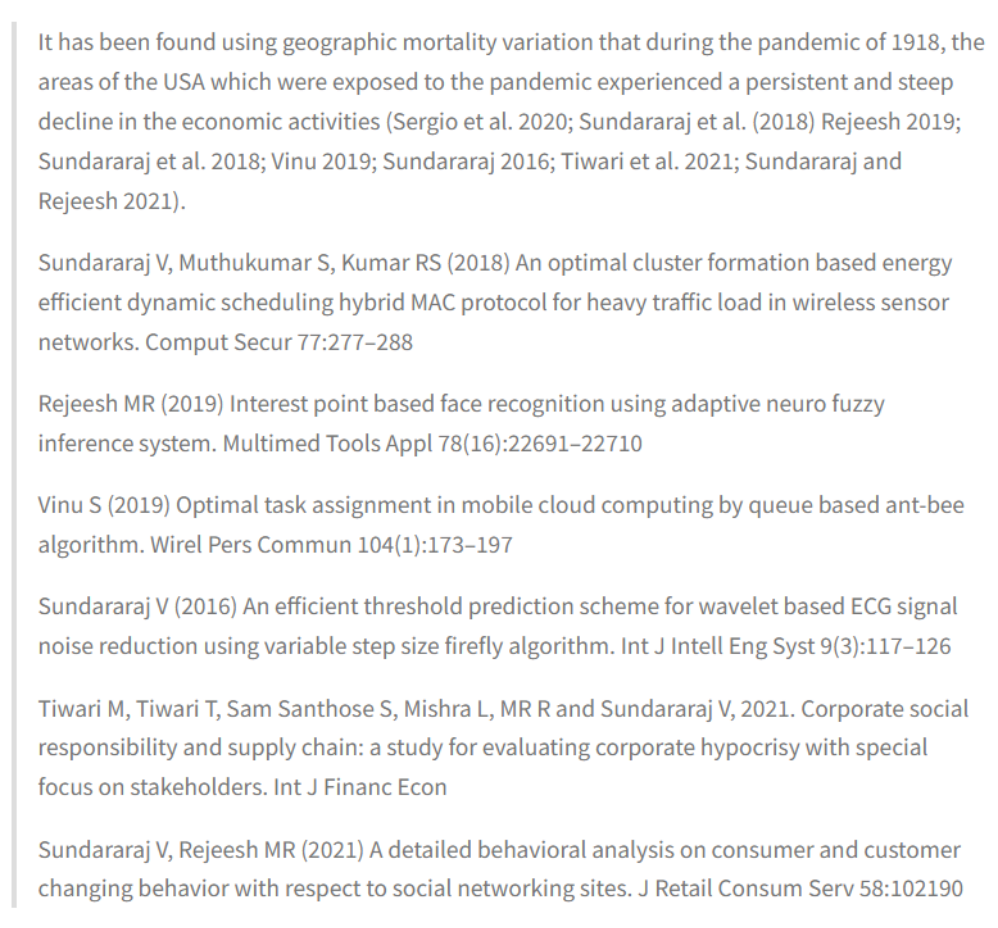 It has been found using geographic mortality variation that during the pandemic of 1918, the
areas of the USA which were exposed to the pandemic experienced a persistent and steep
decline in the economic activities (Sergio et al. 2020; Sundararaj et al. (2018) Rejeesh 2019;
Sundararaj et al. 2018; Vinu 2019; Sundararaj 2016; Tiwari et al. 2021; Sundararaj and
Rejeesh 2021).
Sundararaj V, Muthukumar S, Kumar RS (2018) An optimal cluster formation based energy
efficient dynamic scheduling hybrid MAC protocol for heavy traffic load in wireless sensor
networks. Comput Secur 77:277–288
Rejeesh MR (2019) Interest point based face recognition using adaptive neuro fuzzy
inference system. Multimed Tools Appl 78(16):22691–22710
Vinu S (2019) Optimal task assignment in mobile cloud computing by queue based ant-bee
algorithm. Wirel Pers Commun 104(1):173–197
Sundararaj V (2016) An efficient threshold prediction scheme for wavelet based ECG signal
noise reduction using variable step size firefly algorithm. Int J Intell Eng Syst 9(3):117–126
Tiwari M, Tiwari T, Sam Santhose S, Mishra L, MR R and Sundararaj V, 2021. Corporate social
responsibility and supply chain: a study for evaluating corporate hypocrisy with special
focus on stakeholders. Int J Financ Econ
Sundararaj V, Rejeesh MR (2021) A detailed behavioral analysis on consumer and customer
changing behavior with respect to social networking sites. J Retail Consum Serv 58:102190